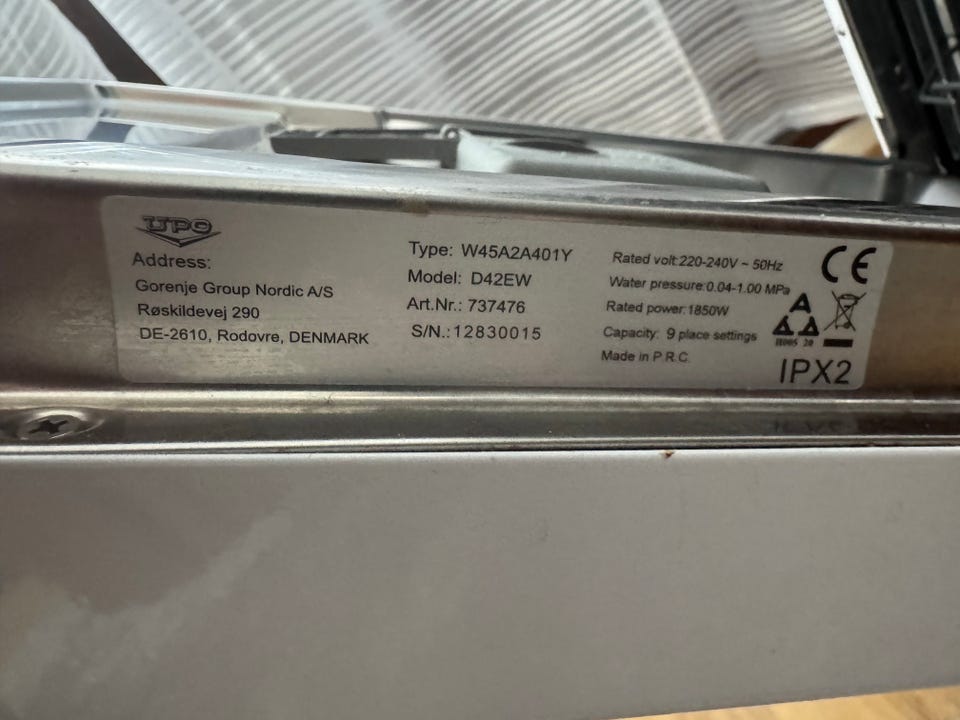 UPO
Address:
Gorenje Group Nordic A/S
Røskildevej 290
DE-2610, Rodovre, DENMARK
Type: W45A2A401Y
Model: D42EW
Art.Nr.: 737476
S/N.: 12830015
Rated volt:220-240V ~ 50Hz
Water pressure:0.04-1.00 MPa
Rated power:1850W
Capacity: 9 place settings
Made in P.R.C.
CE
A
A A
H005 20
IPX2